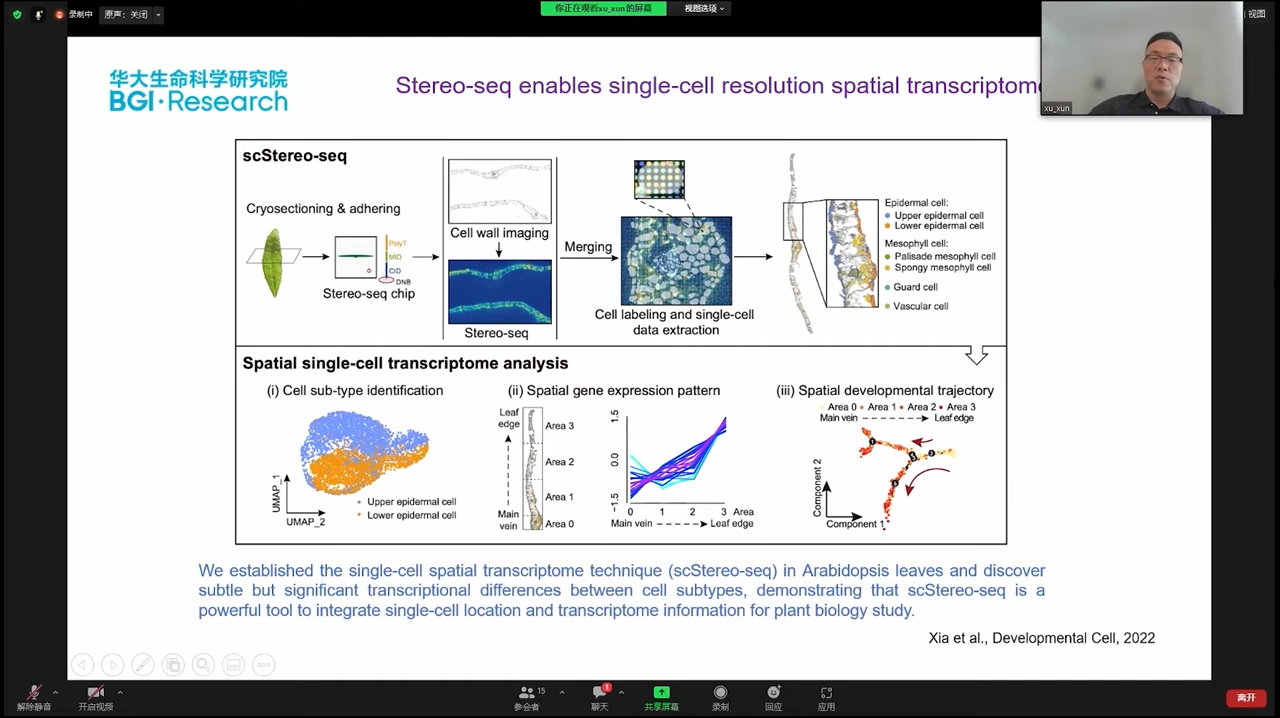 录制中
原声：关闭
你正在观看xu_xun的屏幕
视图选项
视图
xu_xun
华大生命科学研究院
BGI·Research
Stereo-seq enables single-cell resolution spatial transcriptome
scStereo-seq
Cryosectioning & adhering
PolyT
MID
CID
DNB
Stereo-seq chip
Cell wall imaging
Stereo-seq
Merging
Cell labeling and single-cell
data extraction
Epidermal cell:
Upper epidermal cell
Lower epidermal cell
Mesophyll cell:
Palisade mesophyll cell
Spongy mesophyll cell
Guard cell
Vascular cell
Spatial single-cell transcriptome analysis
(i) Cell sub-type identification
UMAP_1
UMAP_2
Upper epidermal cell
Lower epidermal cell
(ii) Spatial gene expression pattern
Leaf
edge
Main
vein
Area 3
Area 2
Area 1
Area 0
1.5
0.0
-1.5
0 1 2 3 Area
Main vein Leaf edge
(iii) Spatial developmental trajectory
Area 0 Area 1 Area 2 Area 3
Main vein Leaf edge
Component 2
Component 1
We established the single-cell spatial transcriptome technique (scStereo-seq) in Arabidopsis leaves and discover
subtle but significant transcriptional differences between cell subtypes, demonstrating that scStereo-seq is a
powerful tool to integrate single-cell location and transcriptome information for plant biology study.
Xia et al., Developmental Cell, 2022
解除静音
开启视频
15
参会者
1
聊天
共享屏幕
录制
回应
应用
离开